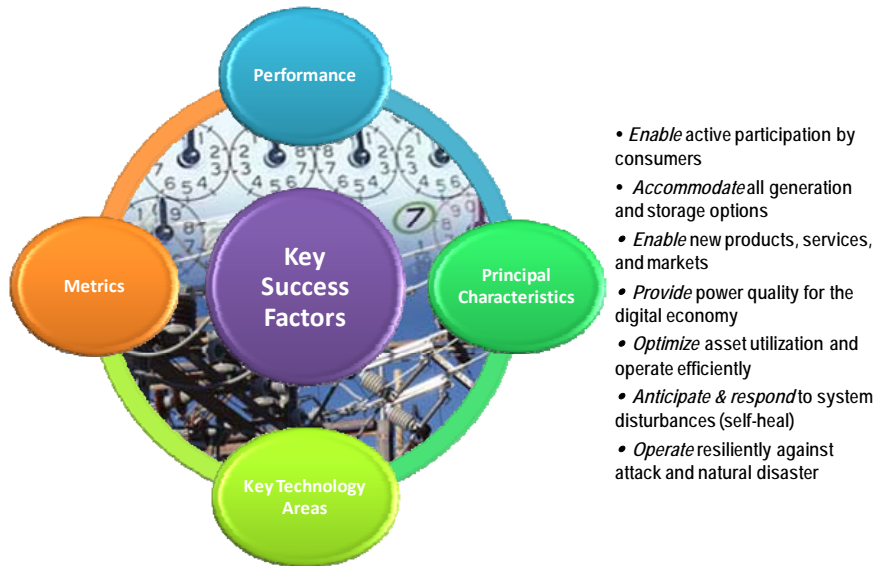 Performance
Metrics
Key
Success
Factors
Principal
Characteristics
Key Technology
Areas
7
• Enable active participation by
consumers
• Accommodate all generation
and storage options
• Enable new products, services,
and markets
• Provide power quality for the
digital economy
• Optimize asset utilization and
operate efficiently
• Anticipate & respond to system
disturbances (self-heal)
• Operate resiliently against
attack and natural disaster